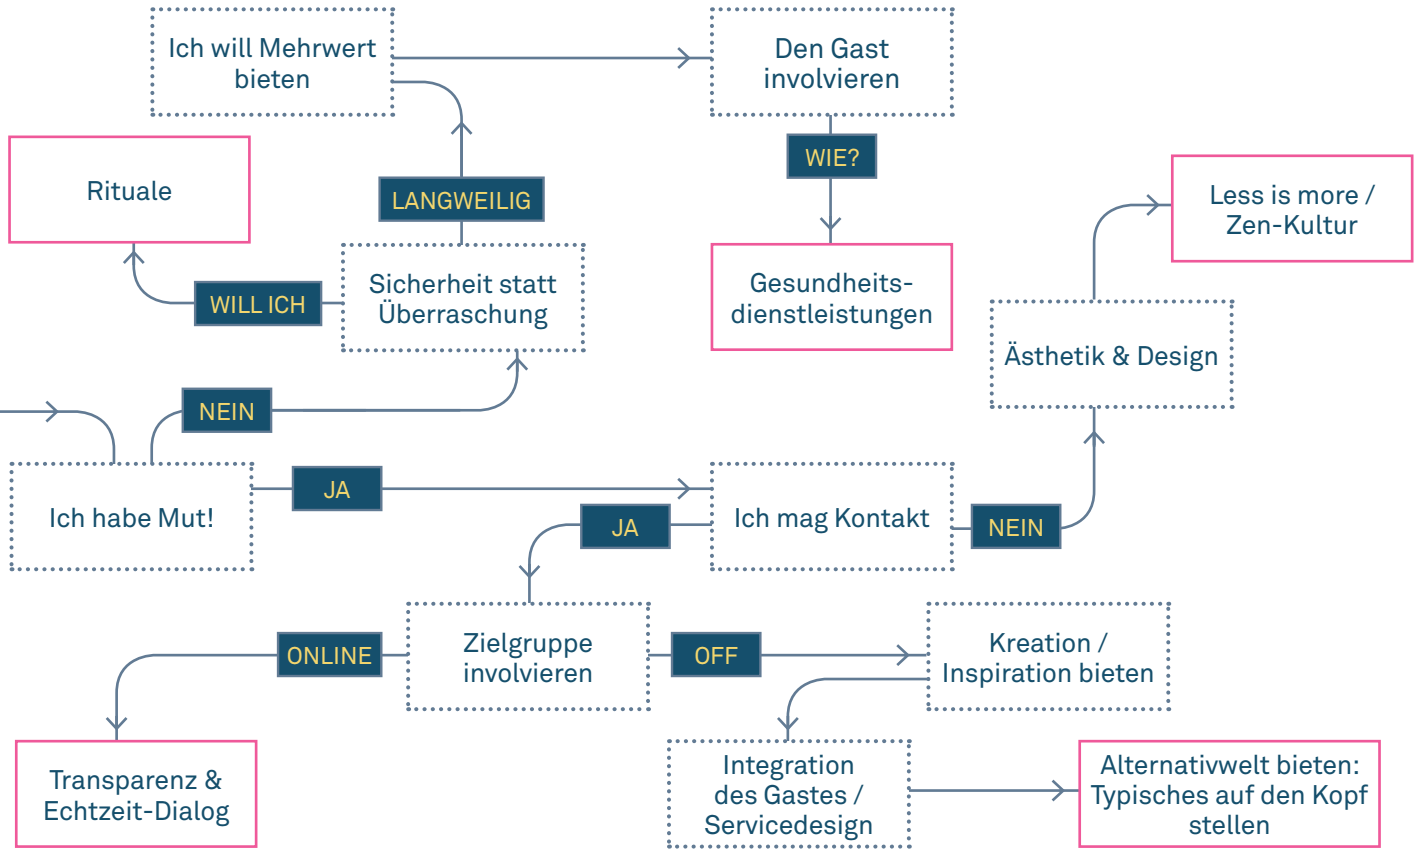 Ich will Mehrwert
bieten
Den Gast
involvieren
WIE?
Rituale
LANGWEILIG
Less is more /
Zen-Kultur
WILL ICH
Sicherheit statt
Überraschung
Gesundheits-
dienstleistungen
Ästhetik & Design
NEIN
JA
Ich habe Mut!
JA
Ich mag Kontakt
NEIN
ONLINE
Zielgruppe
involvieren
OFF
Kreation /
Inspiration bieten
Transparenz &
Echtzeit-Dialog
Integration
des Gastes /
Servicedesign
Alternativwelt bieten:
Typisches auf den Kopf
stellen